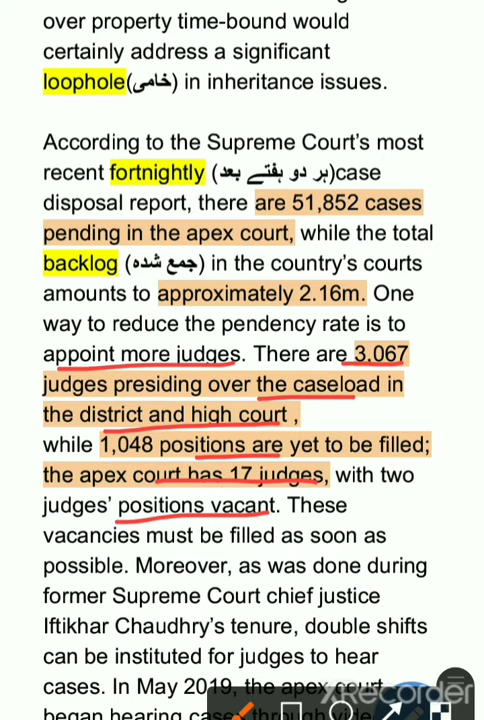 over property time-bound would
certainly address a significant
loophole(خامی) in inheritance issues.
According to the Supreme Court's most
recent fortnightly (ہر دو ہفتے بعد)case
disposal report, there are 51,852 cases
pending in the apex court, while the total
backlog (جمع شدہ) in the country's courts
amounts to approximately 2.16m. One
way to reduce the pendency rate is to
appoint more judges. There are 3,067
judges presiding over the caseload in
the district and high court ,
while 1,048 positions are yet to be filled;
the apex court has 17 judges, with two
judges' positions vacant. These
vacancies must be filled as soon as
possible. Moreover, as was done during
former Supreme Court chief justice
Iftikhar Chaudhry's tenure, double shifts
can be instituted for judges to hear
cases. In May 2019, the apex court
began hearing cases through